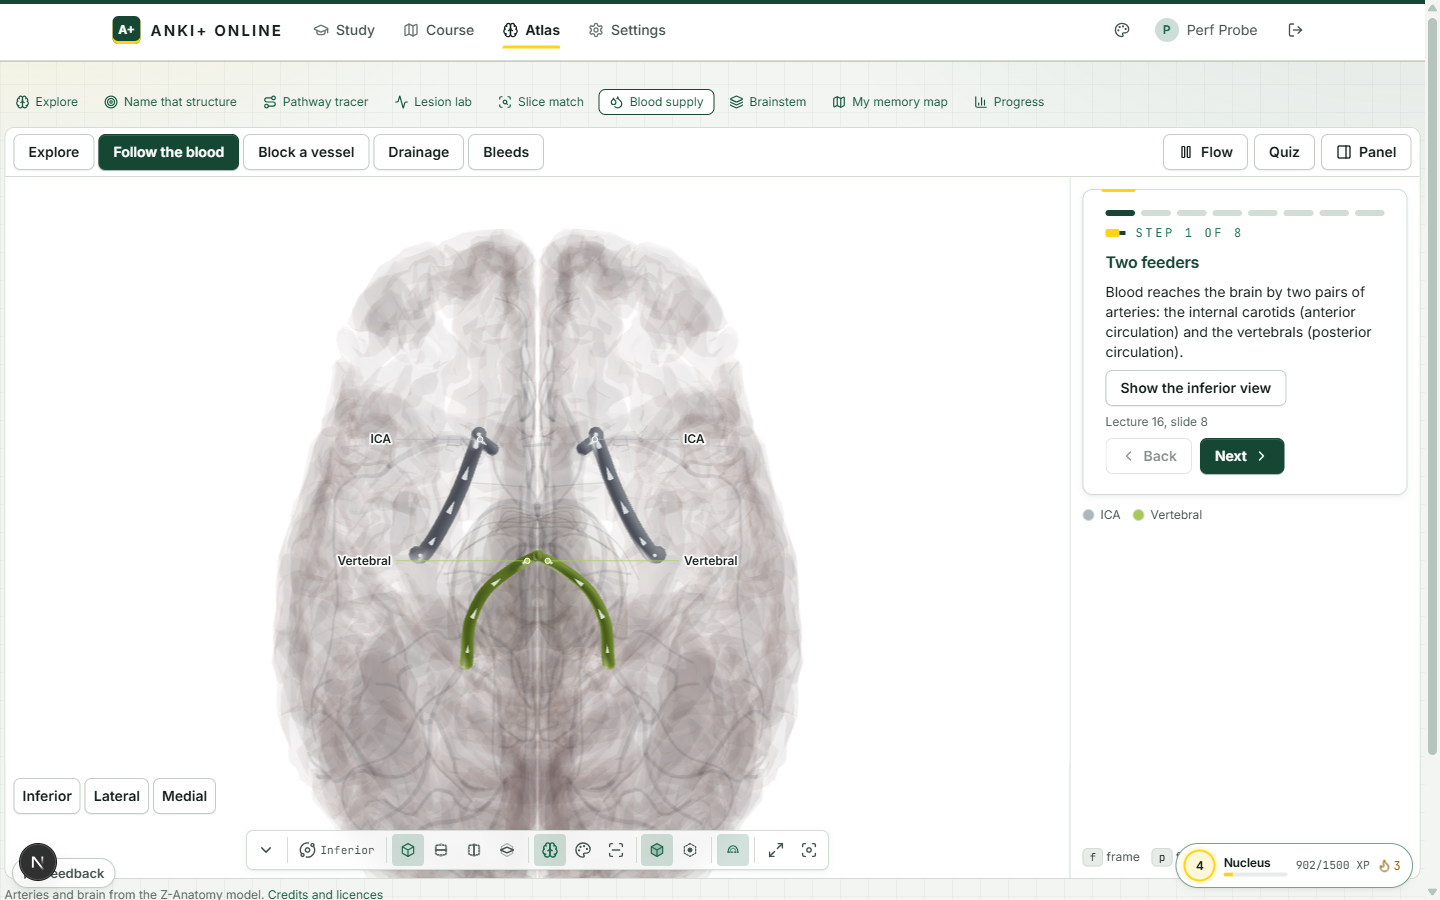 A+ ANKI+ ONLINE Study Course Atlas Settings P Perf Probe
Explore Name that structure Pathway tracer Lesion lab Slice match Blood supply Brainstem My memory map Progress
Explore Follow the blood Block a vessel Drainage Bleeds Flow Quiz Panel
STEP 1 OF 8
Two feeders
Blood reaches the brain by two pairs of
arteries: the internal carotids (anterior
circulation) and the vertebrals (posterior
circulation).
Show the inferior view
Lecture 16, slide 8
Back Next
ICA Vertebral
ICA ICA
Vertebral Vertebral
Inferior Lateral Medial
Inferior
N eedback
f frame p
4 Nucleus 902/1500 XP 3
Arteries and brain from the Z-Anatomy model. Credits and licences